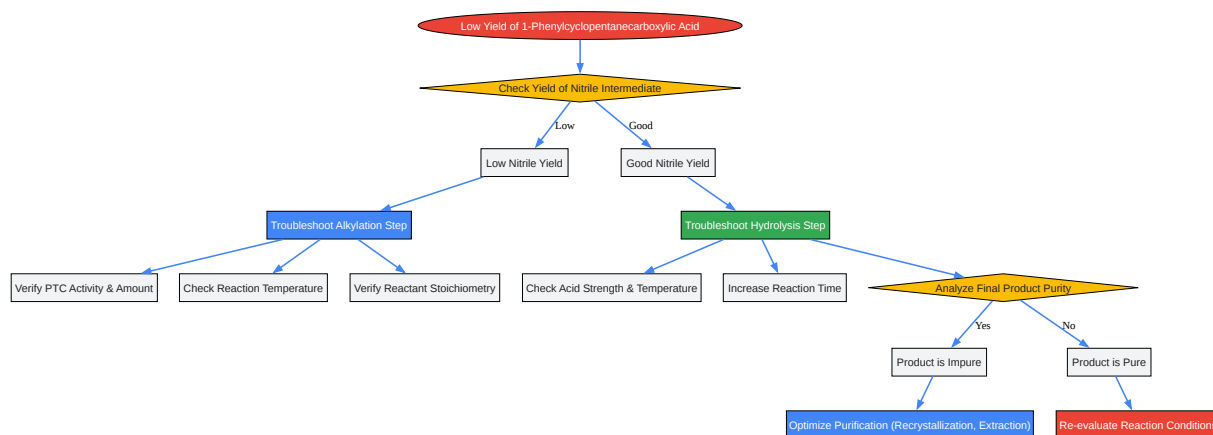 Low Yield of 1-Phenylcyclopentanecarboxylic Acid
Check Yield of Nitrile Intermediate
Low
Good
Low Nitrile Yield
Good Nitrile Yield
Troubleshoot Alkylation Step
Troubleshoot Hydrolysis Step
Verify PTC Activity & Amount
Check Reaction Temperature
Verify Reactant Stoichiometry
Check Acid Strength & Temperature
Increase Reaction Time
Analyze Final Product Purity
Yes
No
Product is Impure
Product is Pure
Optimize Purification (Recrystallization, Extraction)
Re-evaluate Reaction Conditions